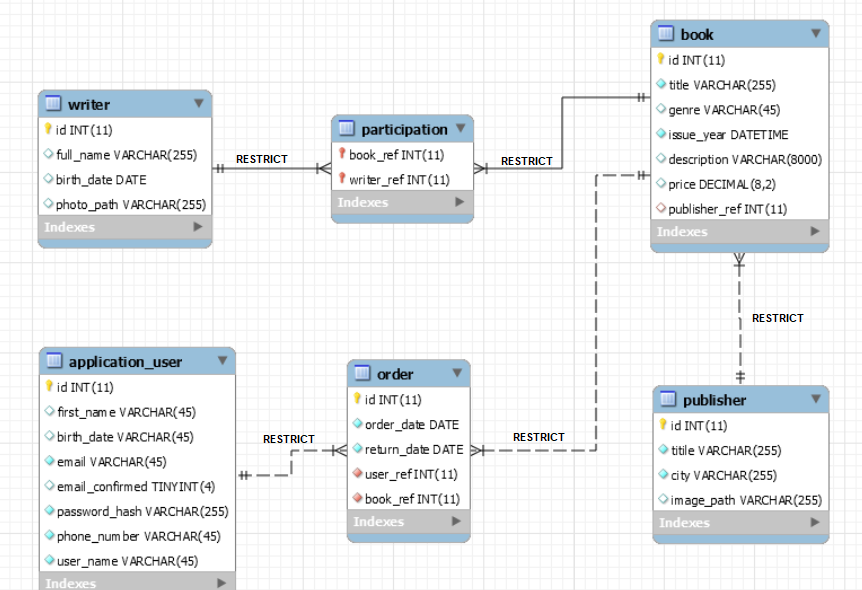 writer
id INT(11)
full_name VARCHAR(255)
birth_date DATE
photo_path VARCHAR(255)
Indexes
RESTRICT
participation
book_ref INT(11)
writer_ref INT(11)
Indexes
RESTRICT
book
id INT(11)
title VARCHAR(255)
genre VARCHAR(45)
issue_year DATETIME
description VARCHAR(8000)
price DECIMAL(8,2)
publisher_ref INT(11)
Indexes
RESTRICT
application_user
id INT(11)
first_name VARCHAR(45)
birth_date VARCHAR(45)
email VARCHAR(45)
email_confirmed TINYINT(4)
password_hash VARCHAR(255)
phone_number VARCHAR(45)
user_name VARCHAR(45)
Indexes
RESTRICT
order
id INT(11)
order_date DATE
return_date DATE
user_ref INT(11)
book_ref INT(11)
Indexes
RESTRICT
publisher
id INT(11)
titile VARCHAR(255)
city VARCHAR(255)
image_path VARCHAR(255)
Indexes